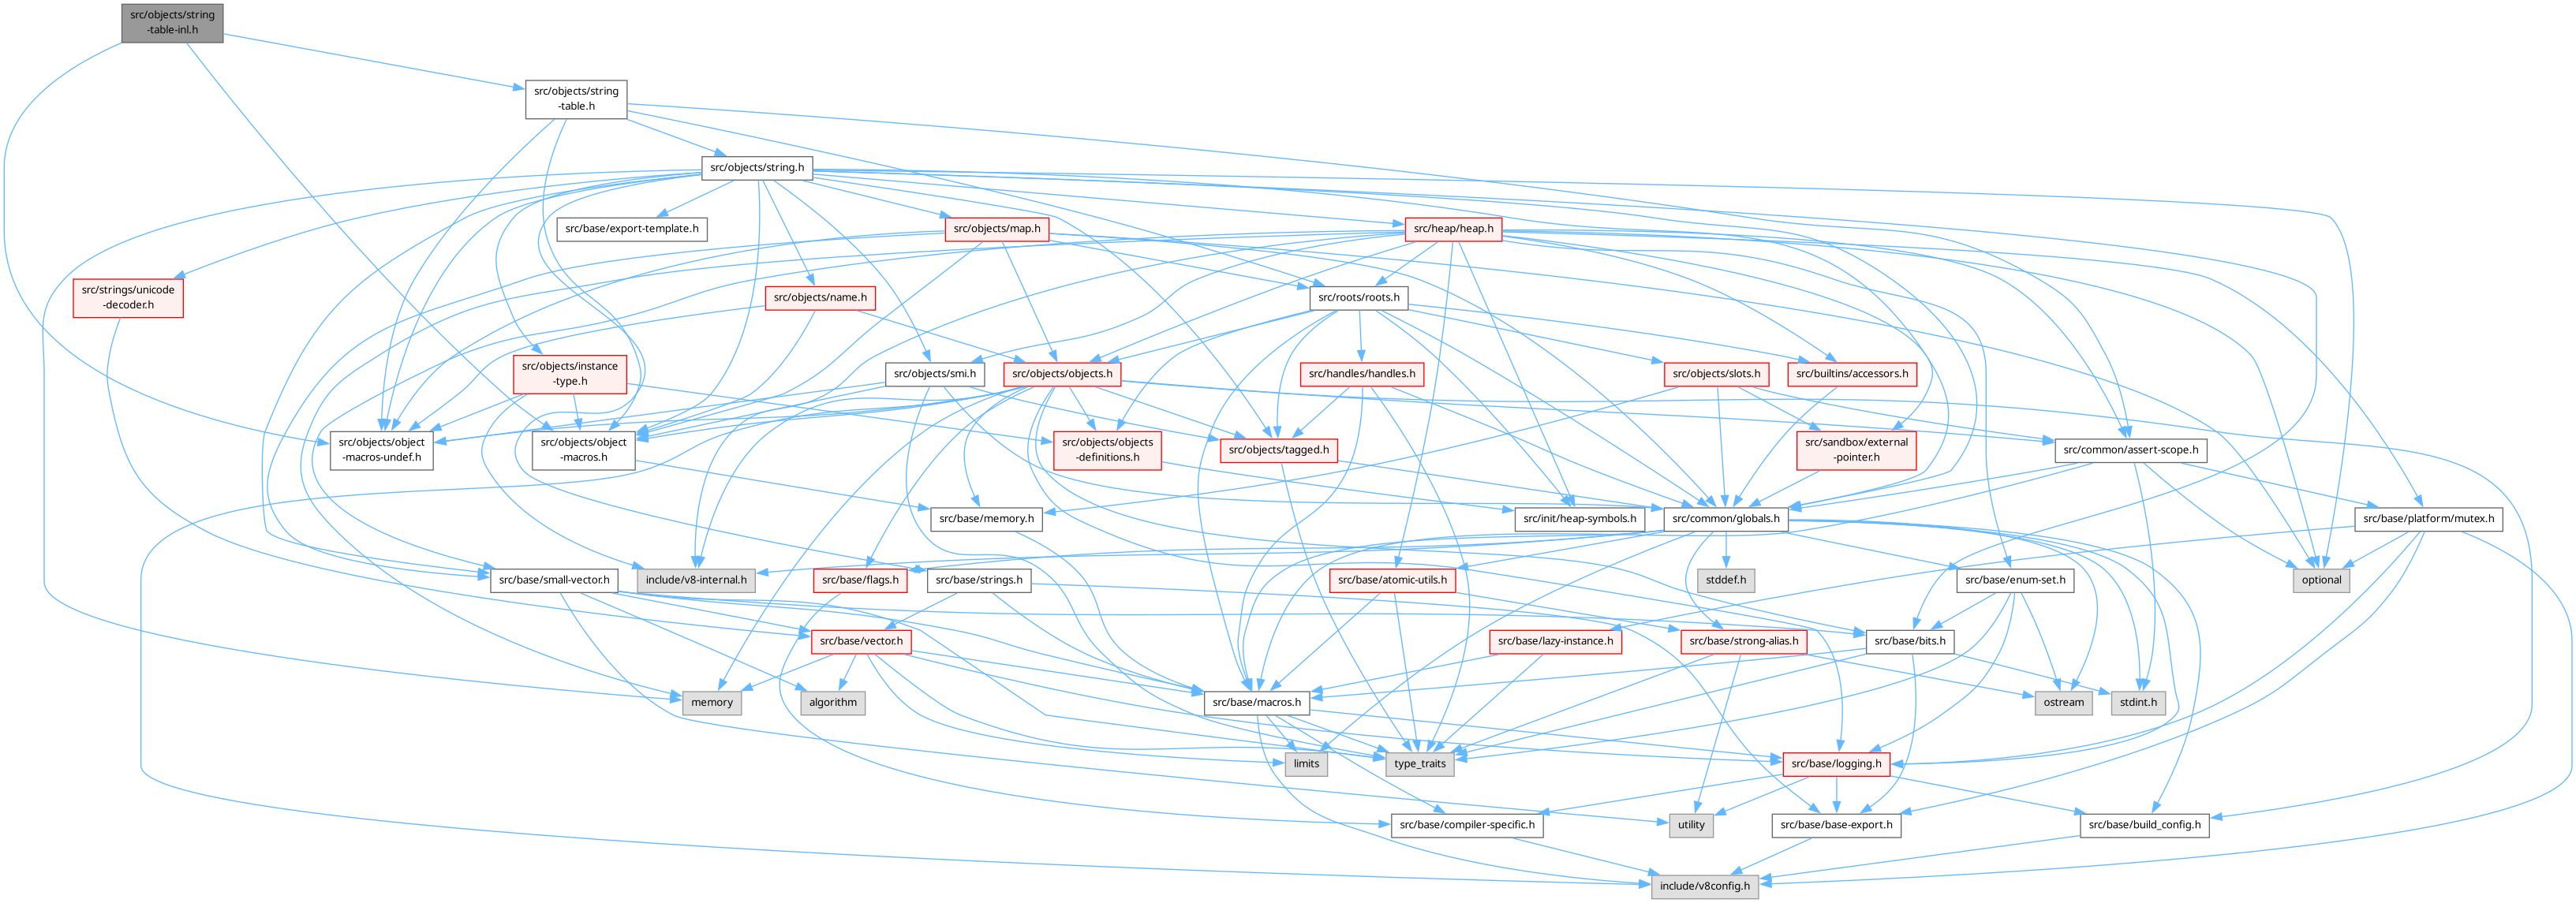 src/objects/string
-table-inl.h
src/objects/string
-table.h
src/objects/string.h
src/base/export-template.h
src/objects/map.h
src/heap/heap.h
src/strings/unicode
-decoder.h
src/objects/name.h
src/roots/roots.h
src/objects/instance
-type.h
src/objects/smi.h
src/objects/objects.h
src/handles/handles.h
src/objects/slots.h
src/builtins/accessors.h
src/objects/object
-macros-undef.h
src/objects/object
-macros.h
src/objects/objects
-definitions.h
src/objects/tagged.h
src/sandbox/external
-pointer.h
src/common/assert-scope.h
src/base/memory.h
src/init/heap-symbols.h
src/common/globals.h
src/base/platform/mutex.h
src/base/small-vector.h
include/v8-internal.h
src/base/flags.h
src/base/strings.h
src/base/atomic-utils.h
stddef.h
src/base/enum-set.h
optional
src/base/vector.h
src/base/lazy-instance.h
src/base/strong-alias.h
src/base/bits.h
memory
algorithm
src/base/macros.h
ostream
stdint.h
limits
type_traits
src/base/logging.h
src/base/compiler-specific.h
utility
src/base/base-export.h
src/base/build_config.h
include/v8config.h